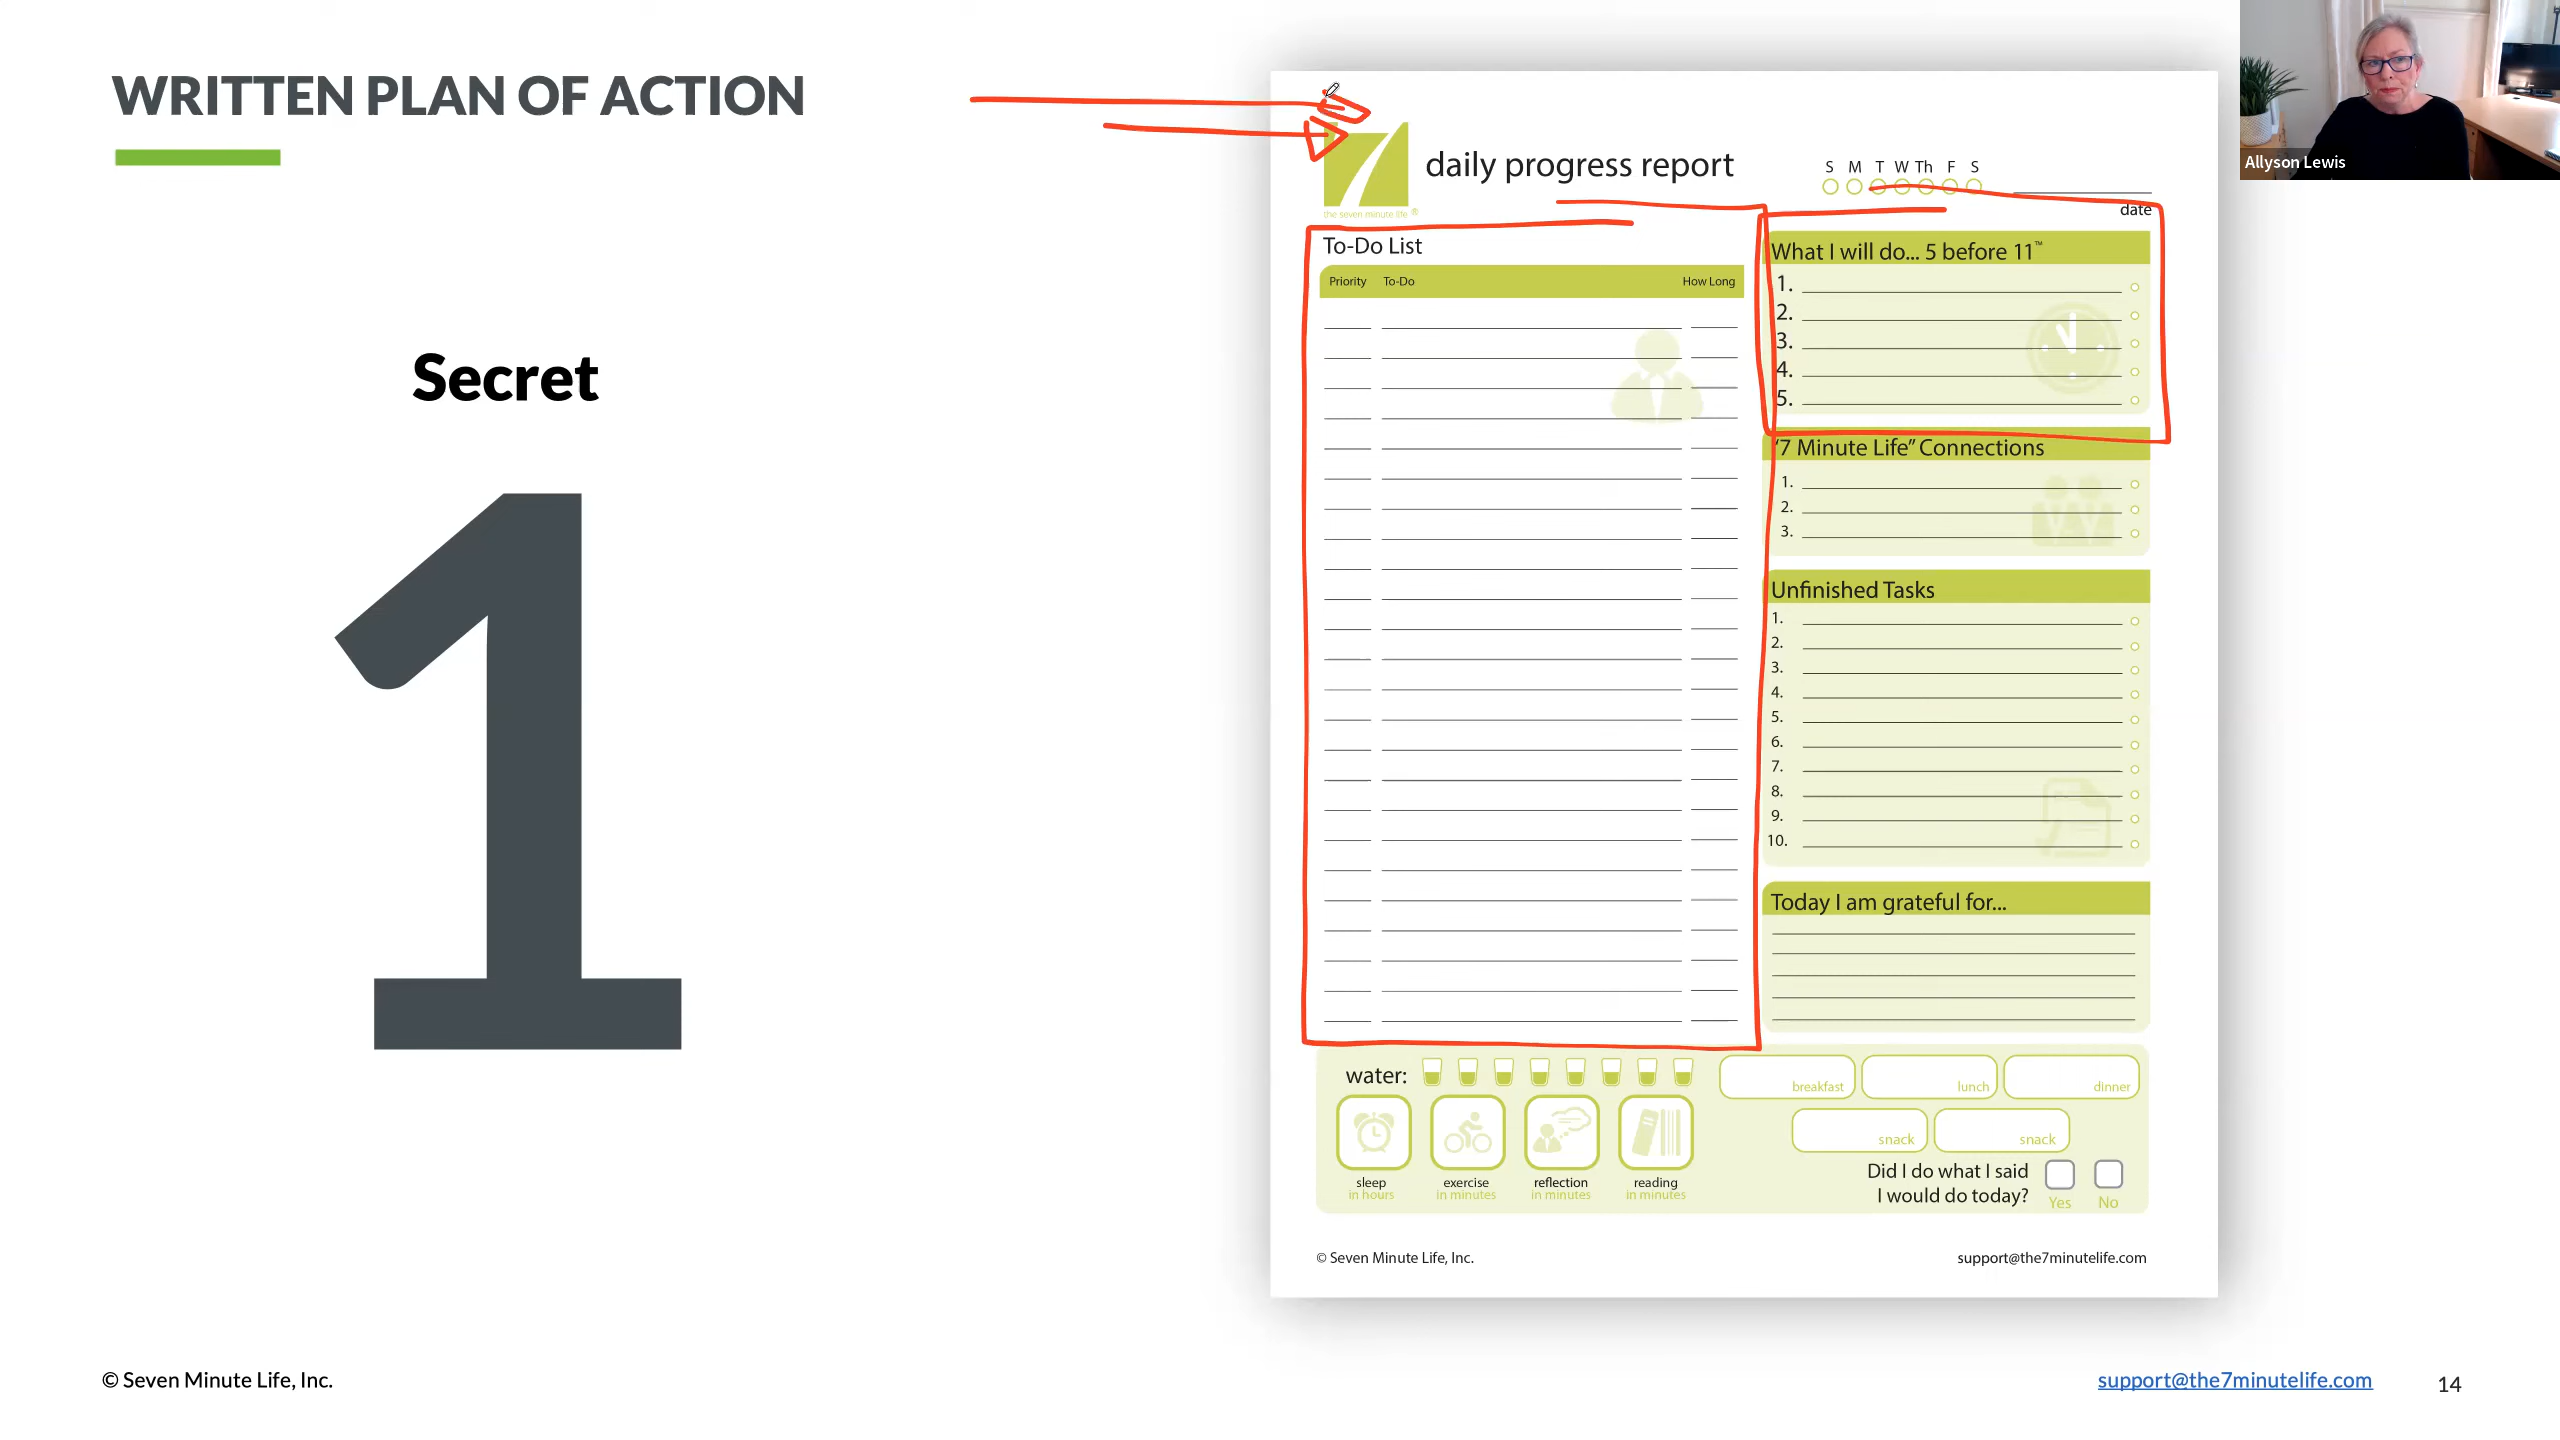 WRITTEN PLAN OF ACTION
Secret
1
the seven minute life ®
daily progress report
S M T W Th F S
date
To-Do List
Priority To-Do How Long
What I will do... 5 before 11™
1.
2.
3.
4.
5.
"7 Minute Life" Connections
1.
2.
3.
Unfinished Tasks
1.
2.
3.
4.
5.
6.
7.
8.
9.
10.
Today I am grateful for...
water:
sleep
in hours
exercise
in minutes
reflection
in minutes
reading
in minutes
breakfast
lunch
dinner
snack
snack
Did I do what I said
I would do today?
Yes No
© Seven Minute Life, Inc.
support@the7minutelife.com
© Seven Minute Life, Inc.
support@the7minutelife.com
14
Allyson Lewis